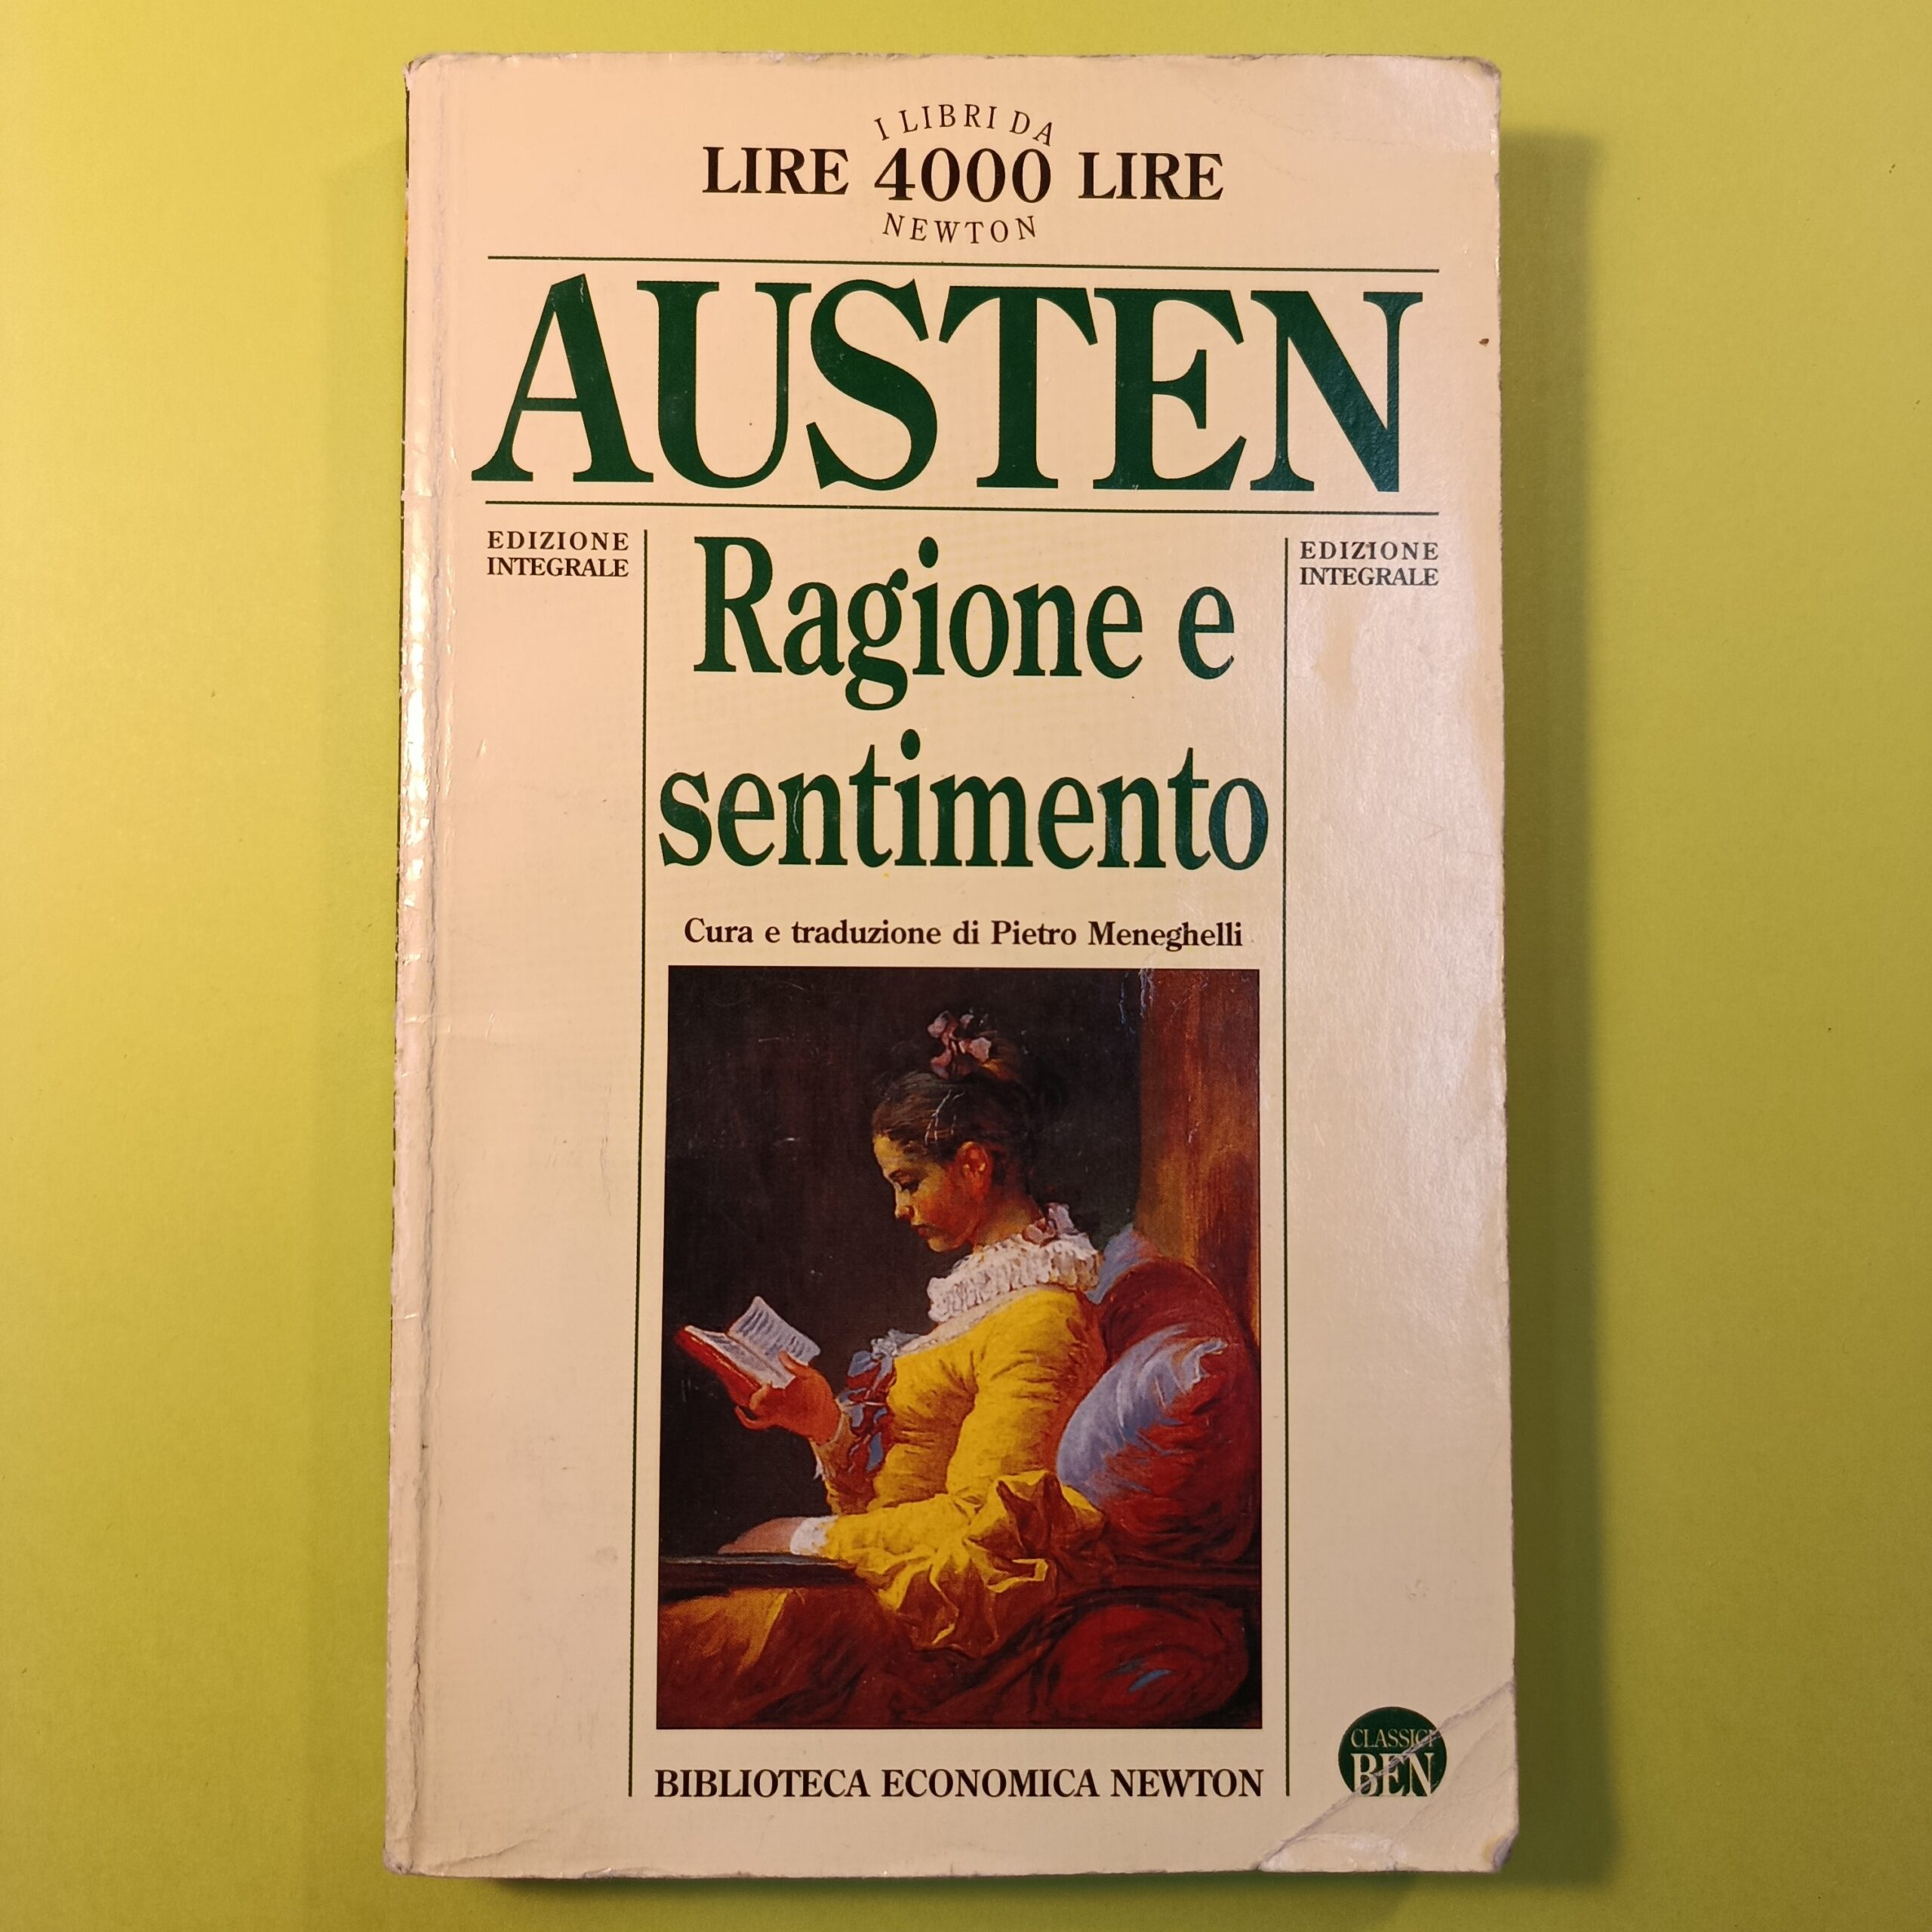 I LIBRI DA
LIRE 4000 LIRE
NEWTON
AUSTEN
EDIZIONE
INTEGRALE
Ragione e
sentimento
EDIZIONE
INTEGRALE
Cura e traduzione di Pietro Meneghelli
BIBLIOTECA ECONOMICA NEWTON
CLASSICI
BEN